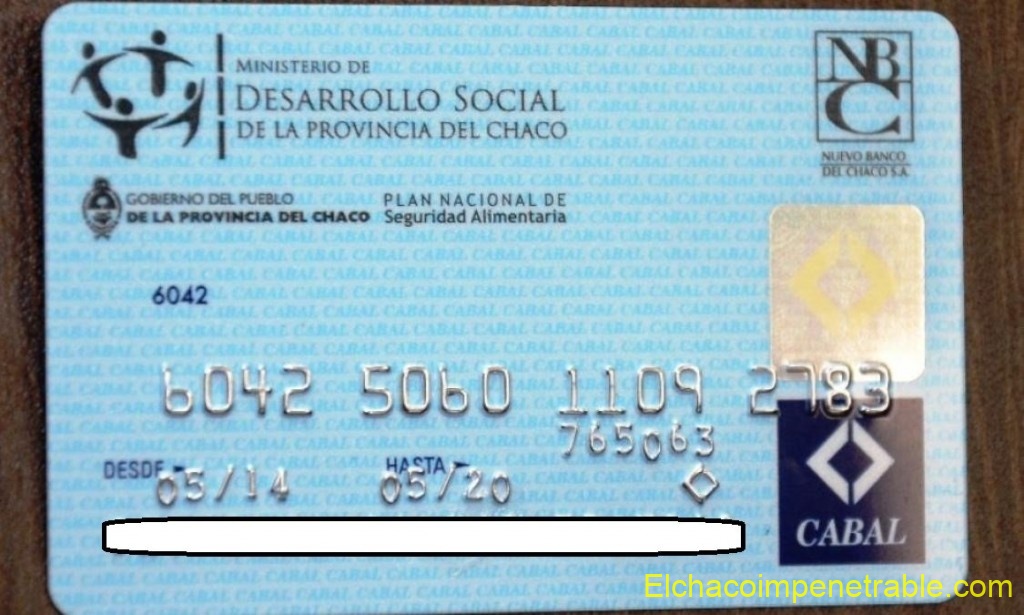 MINISTERIO DE
DESARROLLO SOCIAL
DE LA PROVINCIA DEL CHACO
NBC
NUEVO BANCO
DEL CHACO S.A.
GOBIERNO DEL PUEBLO
DE LA PROVINCIA DEL CHACO
PLAN NACIONAL DE
Seguridad Alimentaria
6042
6042 5060 1109 2783
765063
DESDE 05/14 HASTA 05/20
CABAL
Elchacoimpenetrable.com